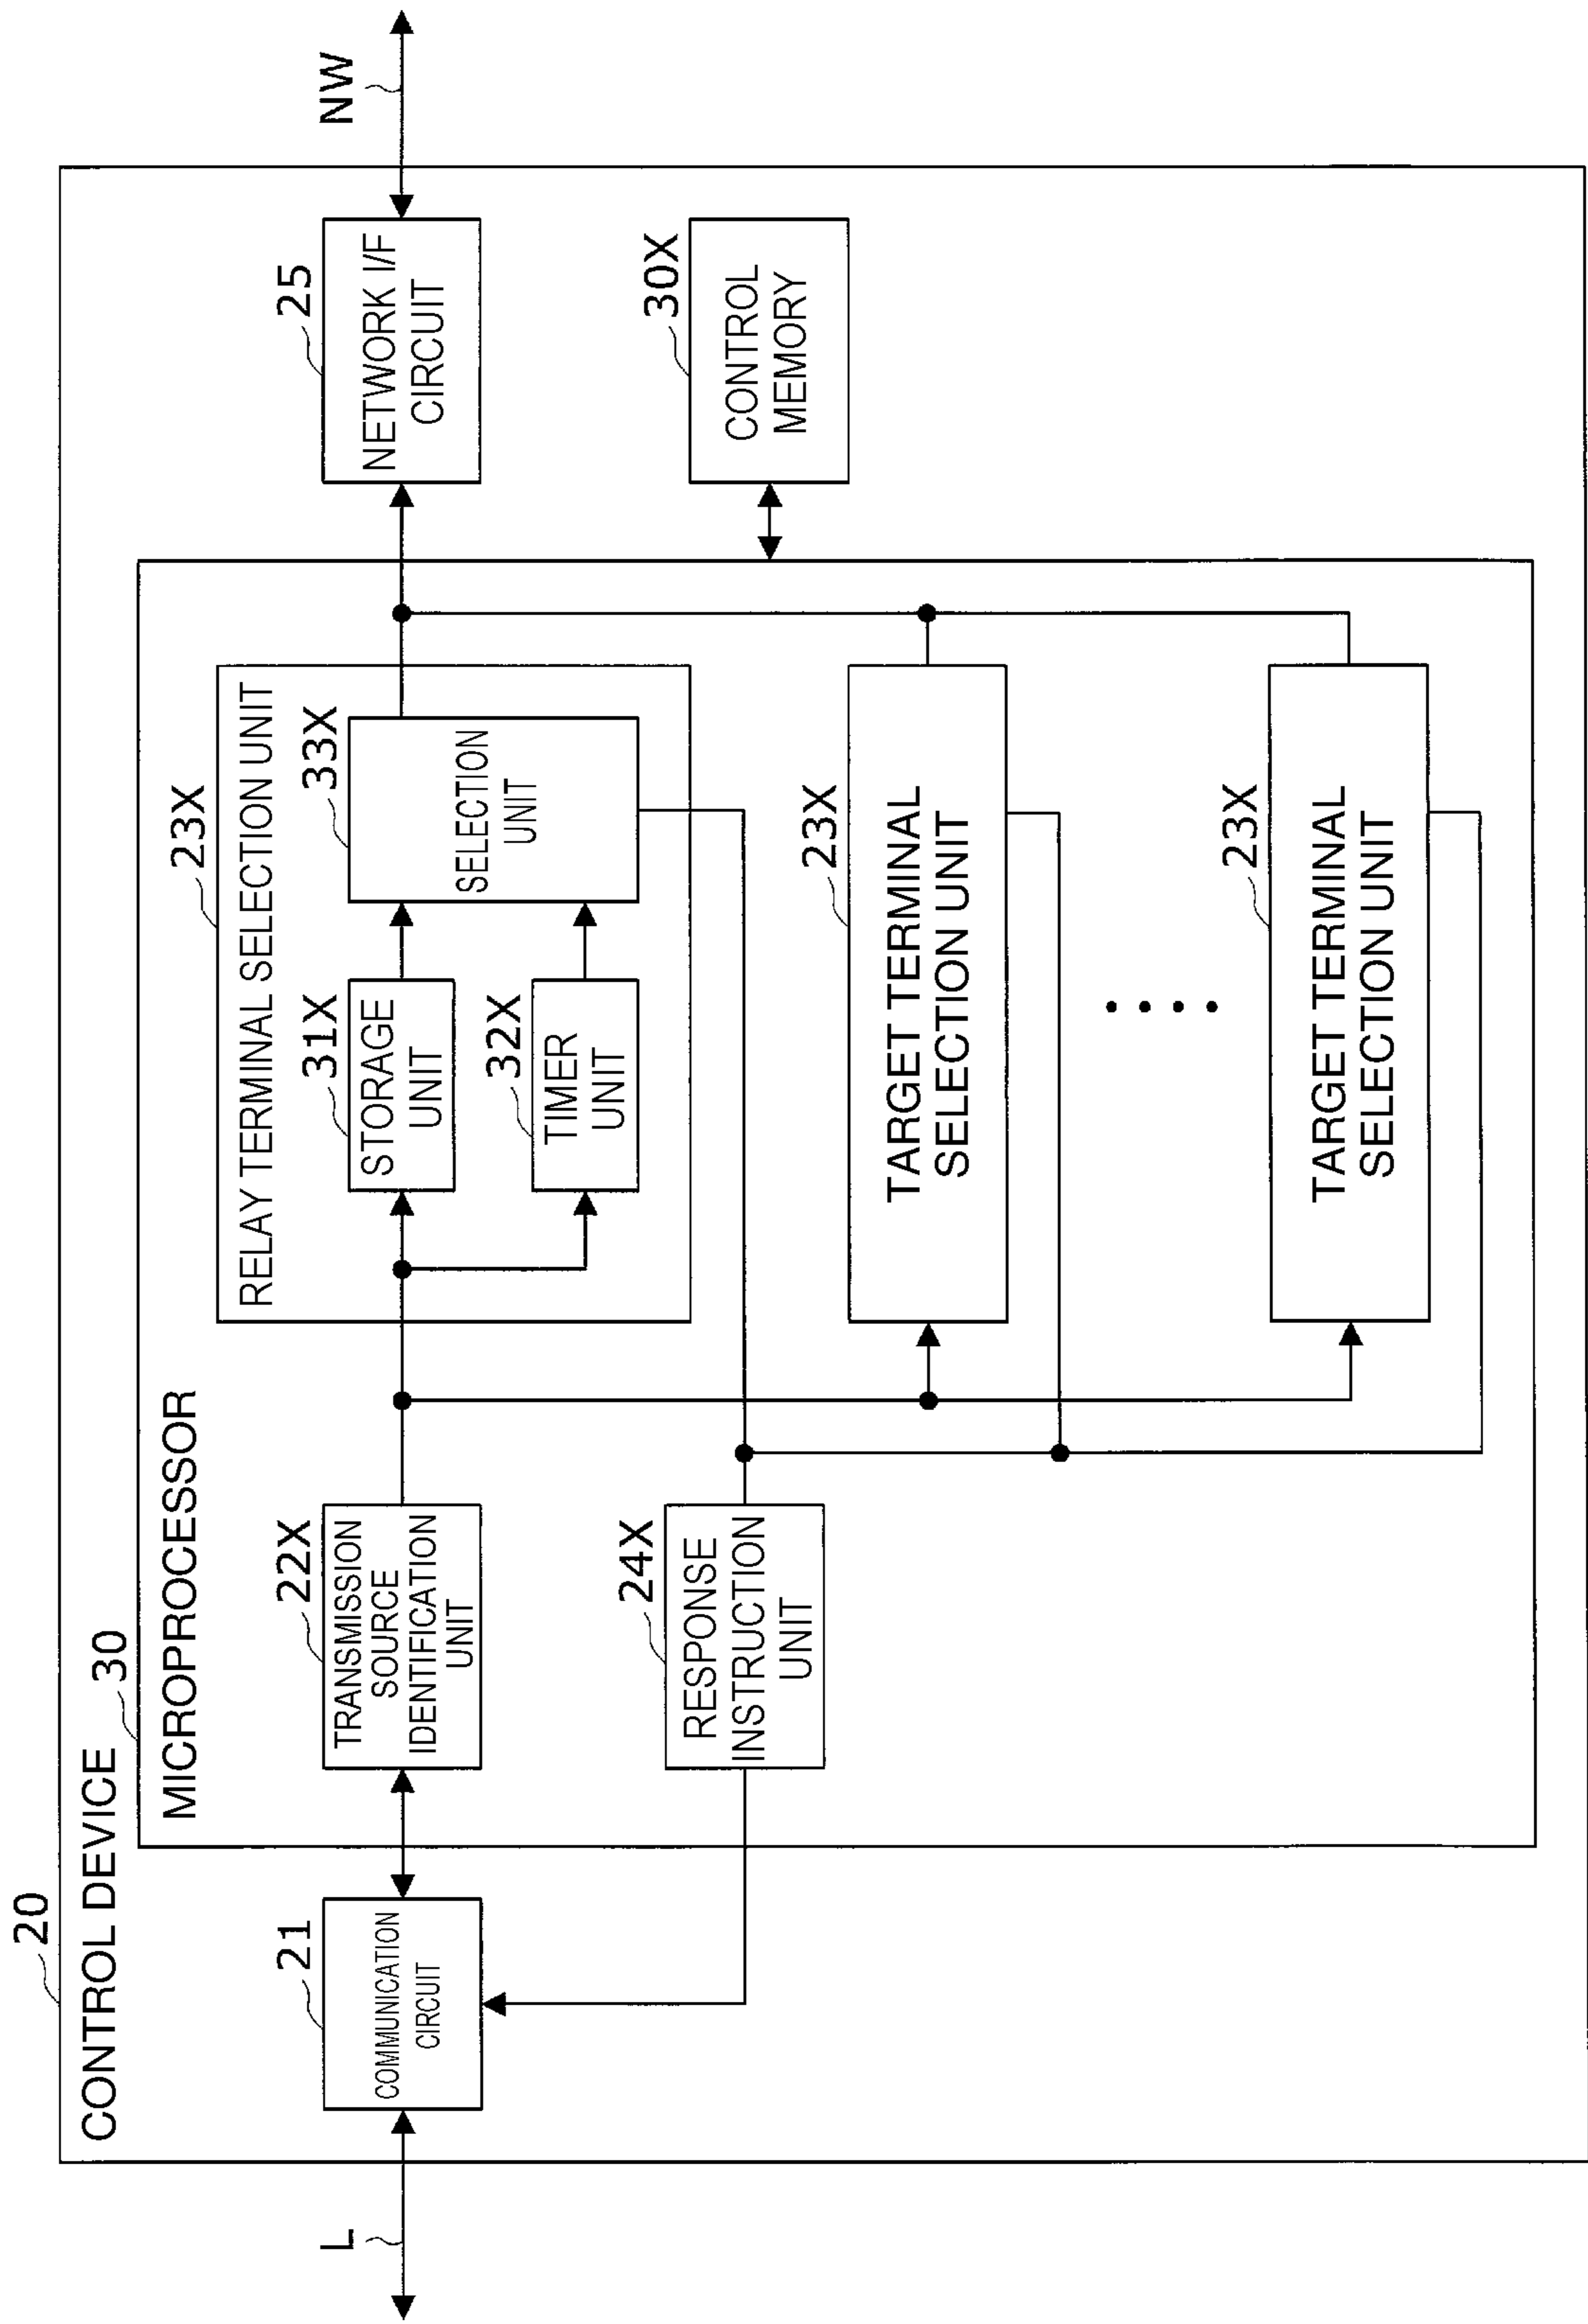 20
CONTROL DEVICE
30
MICROPROCESSOR
L
21
COMMUNICATION
CIRCUIT
22X
TRANSMISSION
SOURCE
IDENTIFICATION
UNIT
24X
RESPONSE
INSTRUCTION
UNIT
23X
RELAY TERMINAL SELECTION UNIT
31X
STORAGE
UNIT
32X
TIMER
UNIT
33X
SELECTION
UNIT
23X
TARGET TERMINAL
SELECTION UNIT
23X
TARGET TERMINAL
SELECTION UNIT
25
NETWORK I/F
CIRCUIT
30X
CONTROL
MEMORY
NW